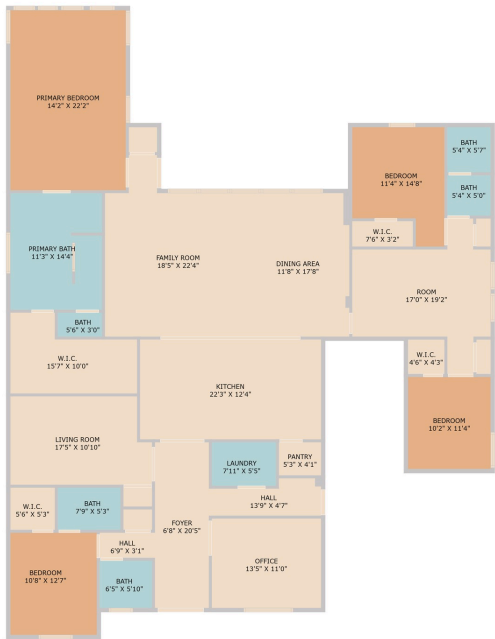 PRIMARY BEDROOM
14'2" X 22'2"
BEDROOM
11'4" X 14'8"
BATH
5'4" X 5'7"
BATH
5'4" X 5'0"
W.I.C.
7'6" X 3'2"
PRIMARY BATH
11'3" X 14'4"
FAMILY ROOM
18'5" X 22'4"
DINING AREA
11'8" X 17'8"
ROOM
17'0" X 19'2"
BATH
5'6" X 3'0"
W.I.C.
15'7" X 10'0"
W.I.C.
4'6" X 4'3"
KITCHEN
22'3" X 12'4"
BEDROOM
10'2" X 11'4"
LIVING ROOM
17'5" X 10'10"
LAUNDRY
7'11" X 5'5"
PANTRY
5'3" X 4'1"
HALL
13'9" X 4'7"
W.I.C.
5'6" X 5'3"
BATH
7'9" X 5'3"
FOYER
6'8" X 20'5"
HALL
6'9" X 3'1"
OFFICE
13'5" X 11'0"
BEDROOM
10'8" X 12'7"
BATH
6'5" X 5'10"